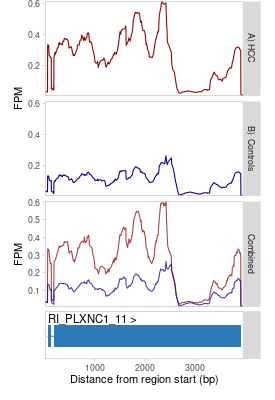 0.6
0.4
0.2
FPM
A) HCC
0.6
0.4
0.2
FPM
B) Controls
0.6
0.5
0.4
0.3
0.2
0.1
FPM
Combined
RI_PLXNC1_11 >
1000 2000 3000
Distance from region start (bp)